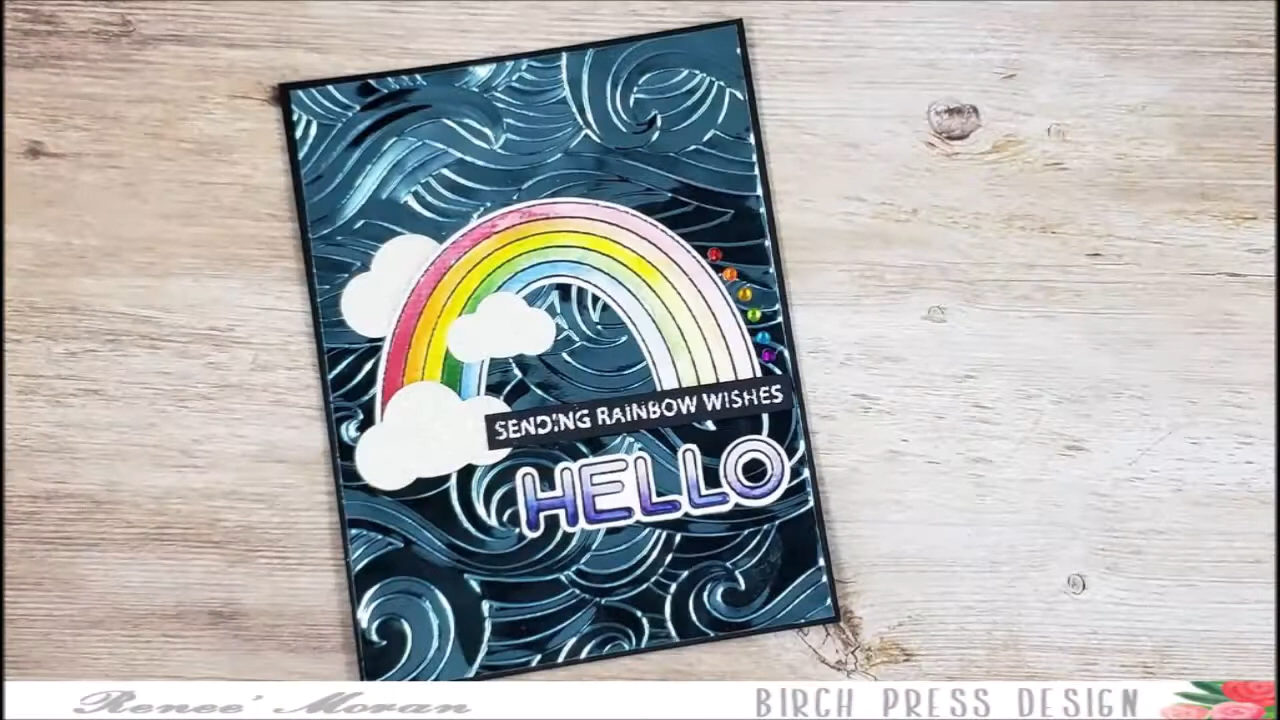 SENDING RAINBOW WISHES
HELLO
Renee' Moran
BIRCH PRESS DESIGN